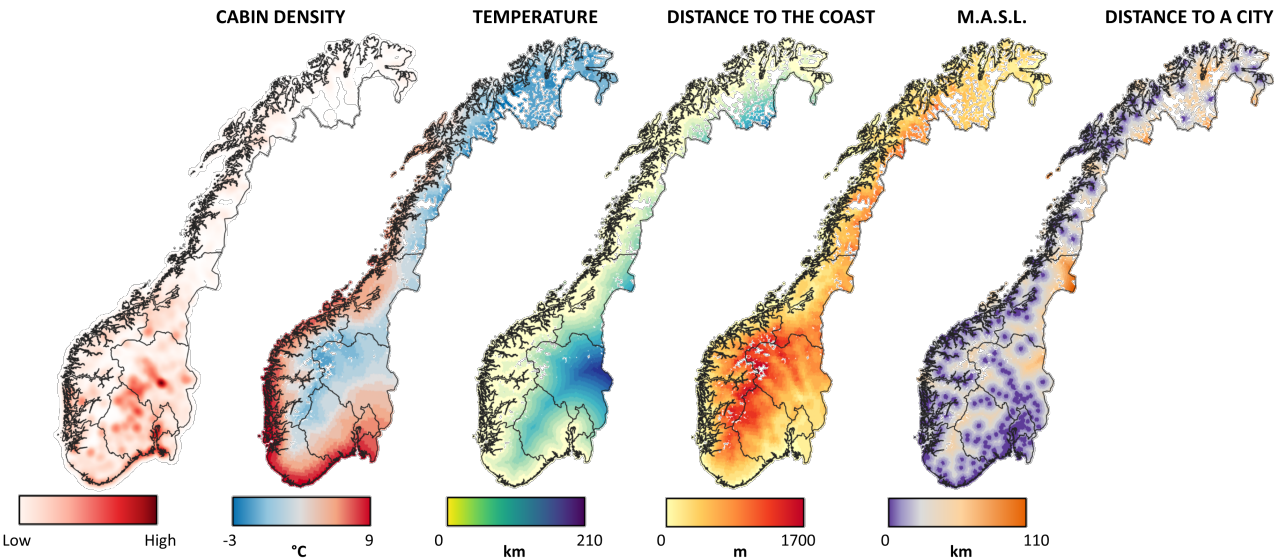 CABIN DENSITY
TEMPERATURE
DISTANCE TO THE COAST
M.A.S.L.
DISTANCE TO A CITY
Low High
-3 9
°C
0 210
km
0 1700
m
0 110
km